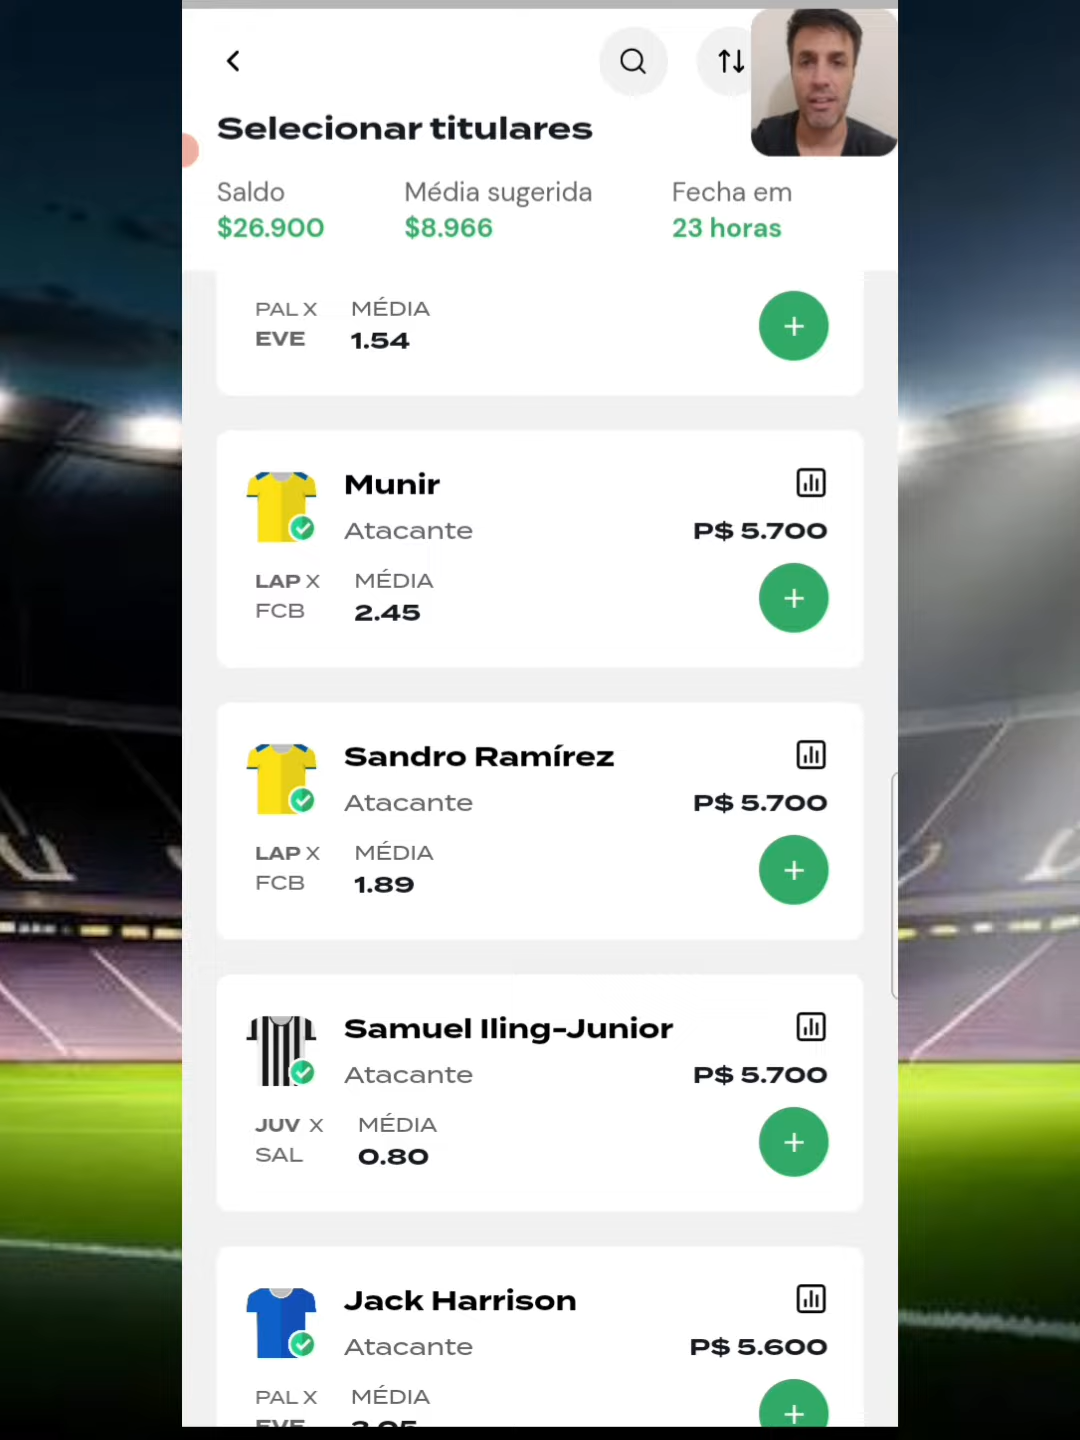 Selecionar titulares
Saldo
$26.900
Média sugerida
$8.966
Fecha em
23 horas
PAL X
EVE
MÉDIA
1.54
Munir
Atacante
P$ 5.700
LAP X
FCB
MÉDIA
2.45
Sandro Ramírez
Atacante
P$ 5.700
LAP X
FCB
MÉDIA
1.89
Samuel Iling-Junior
Atacante
P$ 5.700
JUV X
SAL
MÉDIA
0.80
Jack Harrison
Atacante
P$ 5.600
PAL X
EVE
MÉDIA